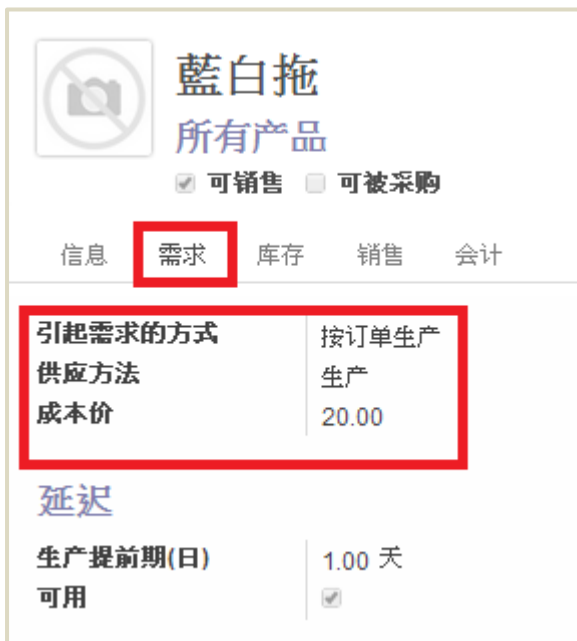 藍白拖
所有产品
可销售 可被采购
信息 需求 库存 销售 会计
引起需求的方式 按订单生产
供应方法 生产
成本价 20.00
延迟
生产提前期(日) 1.00 天
可用